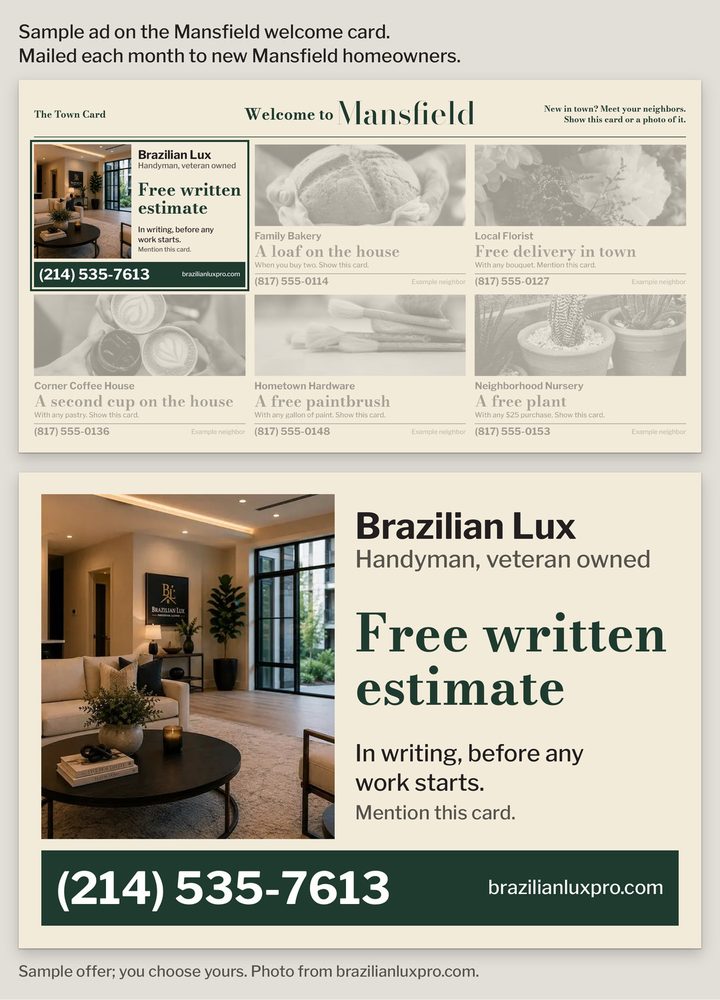 Sample ad on the Mansfield welcome card.
Mailed each month to new Mansfield homeowners.
The Town Card
Welcome to Mansfield
New in town? Meet your neighbors.
Show this card or a photo of it.
Brazilian Lux
Handyman, veteran owned
Free written
estimate
In writing, before any
work starts.
Mention this card.
(214) 535-7613
brazilianluxpro.com
Family Bakery
A loaf on the house
When you buy two. Show this card.
(817) 555-0114
Example neighbor
Local Florist
Free delivery in town
With any bouquet. Mention this card.
(817) 555-0127
Example neighbor
Corner Coffee House
A second cup on the house
With any pastry. Show this card.
(817) 555-0136
Example neighbor
Hometown Hardware
A free paintbrush
With any gallon of paint. Show this card.
(817) 555-0148
Example neighbor
Neighborhood Nursery
A free plant
With any $25 purchase. Show this card.
(817) 555-0153
Example neighbor
BRAZILIAN LUX
Brazilian Lux
Handyman, veteran owned
Free written
estimate
In writing, before any
work starts.
Mention this card.
(214) 535-7613
brazilianluxpro.com
Sample offer; you choose yours. Photo from brazilianluxpro.com.